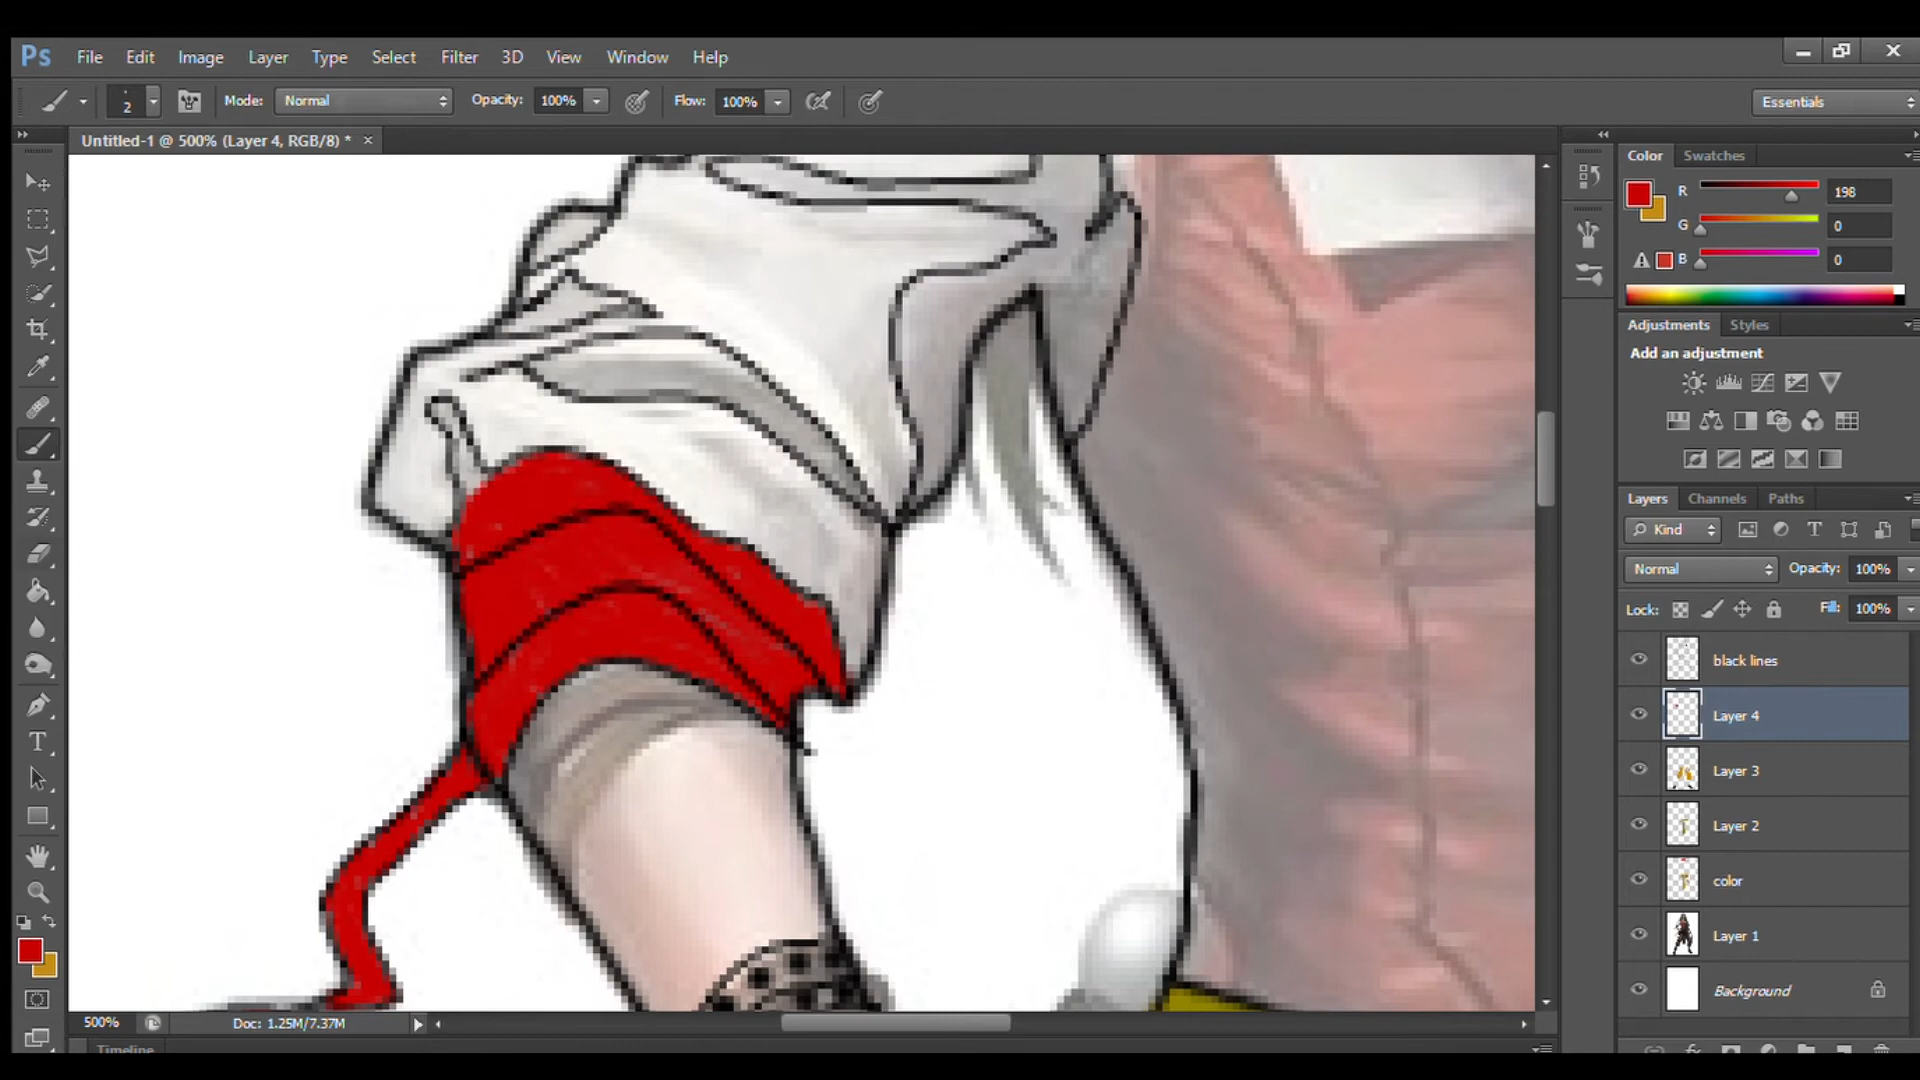 Ps File Edit Image Layer Type Select Filter 3D View Window Help
2 Mode: Normal Opacity: 100% Flow: 100% Essentials
Untitled-1 @ 500% (Layer 4, RGB/8) *
Color Swatches
R 198
G 0
B 0
Adjustments Styles
Add an adjustment
Layers Channels Paths
Kind
Normal Opacity: 100%
Lock: Fill: 100%
black lines
Layer 4
Layer 3
Layer 2
color
Layer 1
Background
500% Doc: 1.25M/7.37M
Timeline